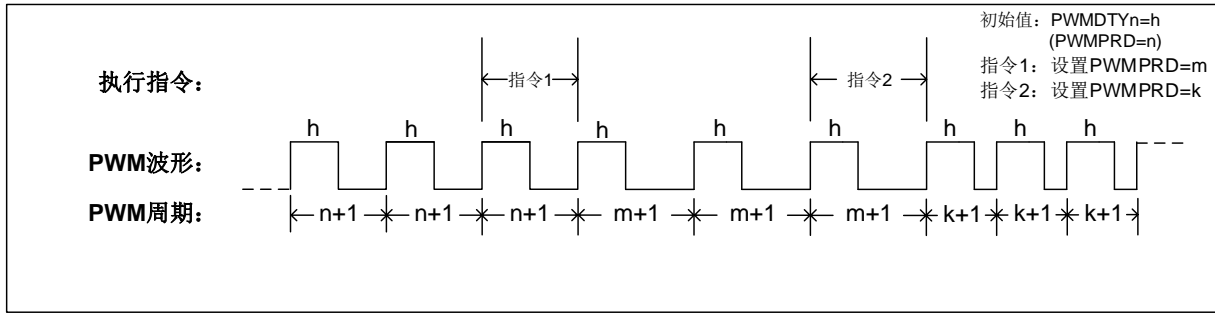 初始值：PWMDTYn=h
(PWMPRD=n)
指令1：设置PWMPRD=m
指令2：设置PWMPRD=k
执行指令： 指令1 指令2
h h h h h h h h h
PWM波形：
PWM周期： n+1 n+1 n+1 m+1 m+1 m+1 k+1 k+1 k+1